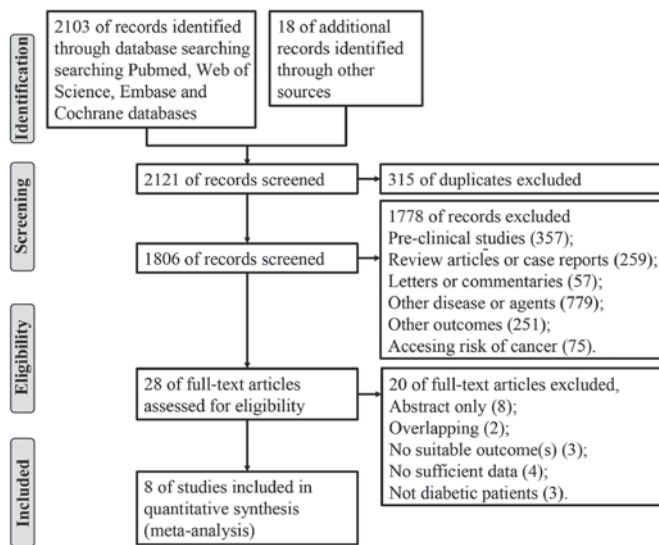 Identification
2103 of records identified
through database searching
searching Pubmed, Web of
Science, Embase and
Cochrane databases
18 of additional
records identified
through other
sources
Screening
2121 of records screened
315 of duplicates excluded
1806 of records screened
1778 of records excluded
Pre-clinical studies (357);
Review articles or case reports (259);
Letters or commentaries (57);
Other disease or agents (779);
Other outcomes (251);
Accesing risk of cancer (75).
Eligibility
28 of full-text articles
assessed for eligibility
20 of full-text articles excluded,
Abstract only (8);
Overlapping (2);
No suitable outcome(s) (3);
No sufficient data (4);
Not diabetic patients (3).
Included
8 of studies included in
quantitative synthesis
(meta-analysis)